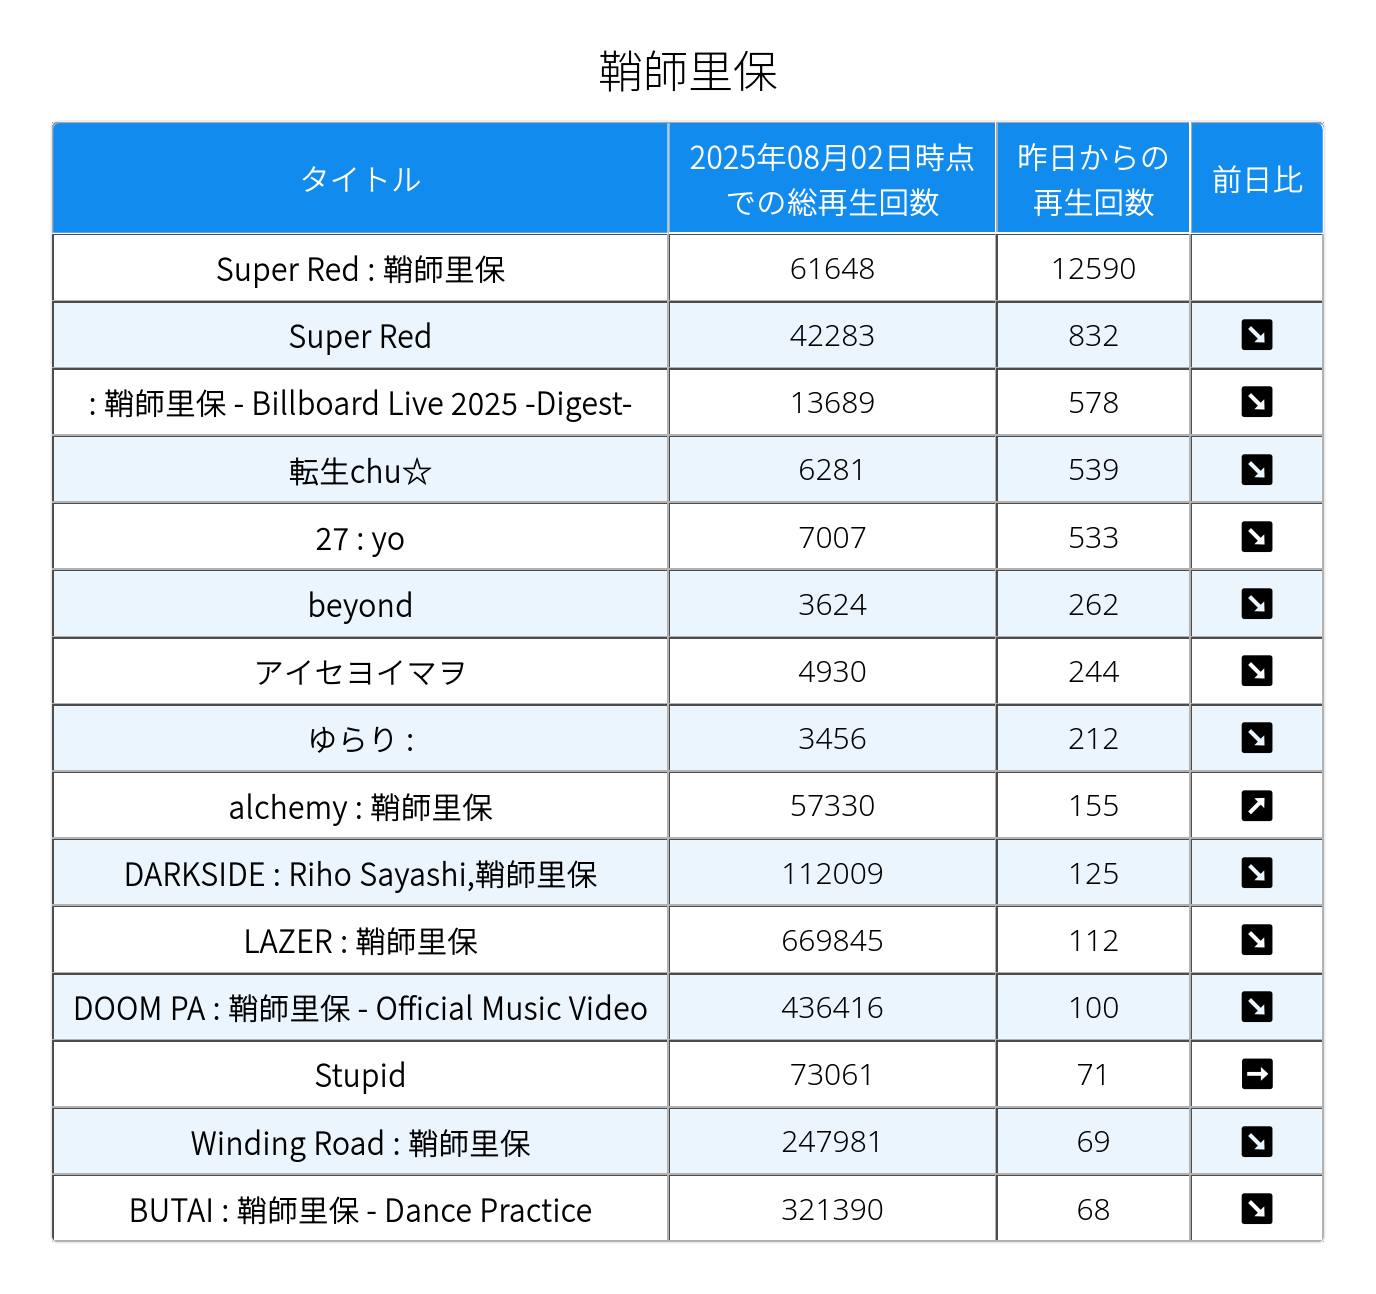 鞘師里保
タイトル
2025年08月02日時点
での総再生回数
昨日からの
再生回数
前日比
Super Red : 鞘師里保 61648 12590
Super Red 42283 832 ↘
: 鞘師里保 - Billboard Live 2025 -Digest- 13689 578 ↘
転生chu☆ 6281 539 ↘
27 : yo 7007 533 ↘
beyond 3624 262 ↘
アイセヨイマヲ 4930 244 ↘
ゆらり : 3456 212 ↘
alchemy : 鞘師里保 57330 155 ↗
DARKSIDE : Riho Sayashi,鞘師里保 112009 125 ↘
LAZER : 鞘師里保 669845 112 ↘
DOOM PA : 鞘師里保 - Official Music Video 436416 100 ↘
Stupid 73061 71 →
Winding Road : 鞘師里保 247981 69 ↘
BUTAI : 鞘師里保 - Dance Practice 321390 68 ↘